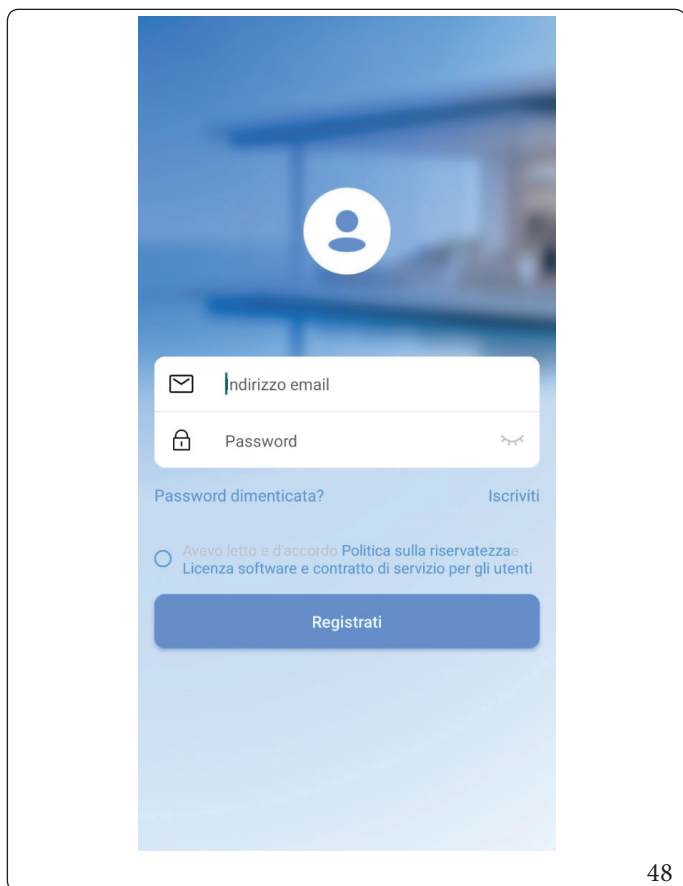 Indirizzo email
Password
Password dimenticata? Iscriviti
Avevo letto e d'accordo Politica sulla riservatezzae
Licenza software e contratto di servizio per gli utenti
Registrati
48